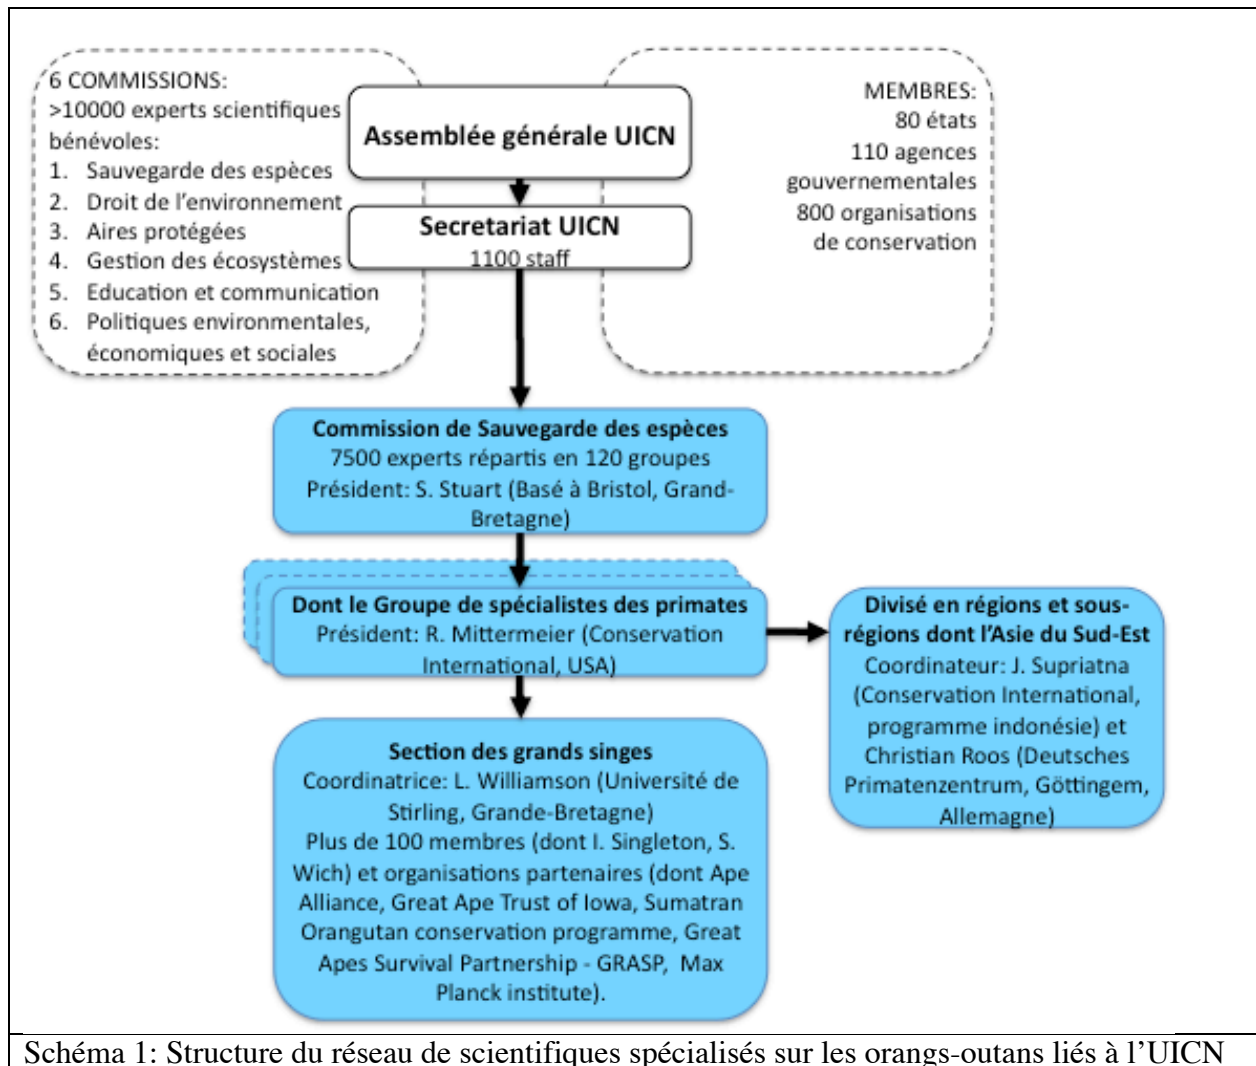 6 COMMISSIONS:
>10000 experts scientifiques
bénévoles:
1. Sauvegarde des espèces
2. Droit de l'environnement
3. Aires protégées
4. Gestion des écosystèmes
5. Education et communication
6. Politiques environmentales,
économiques et sociales
Assemblée générale UICN
Secretariat UICN
1100 staff
MEMBRES:
80 états
110 agences
gouvernementales
800 organisations
de conservation
Commission de Sauvegarde des espèces
7500 experts répartis en 120 groupes
Président: S. Stuart (Basé à Bristol, Grand-
Bretagne)
Dont le Groupe de spécialistes des primates
Président: R. Mittermeier (Conservation
International, USA)
Divisé en régions et sous-
régions dont l'Asie du Sud-Est
Coordinateur: J. Supriatna
(Conservation International,
programme indonésie) et
Christian Roos (Deutsches
Primatenzentrum, Göttingem,
Allemagne)
Section des grands singes
Coordinatrice: L. Williamson (Université de
Stirling, Grande-Bretagne)
Plus de 100 membres (dont I. Singleton, S.
Wich) et organisations partenaires (dont Ape
Alliance, Great Ape Trust of Iowa, Sumatran
Orangutan conservation programme, Great
Apes Survival Partnership - GRASP, Max
Planck institute).
Schéma 1: Structure du réseau de scientifiques spécialisés sur les orangs-outans liés à l'UICN